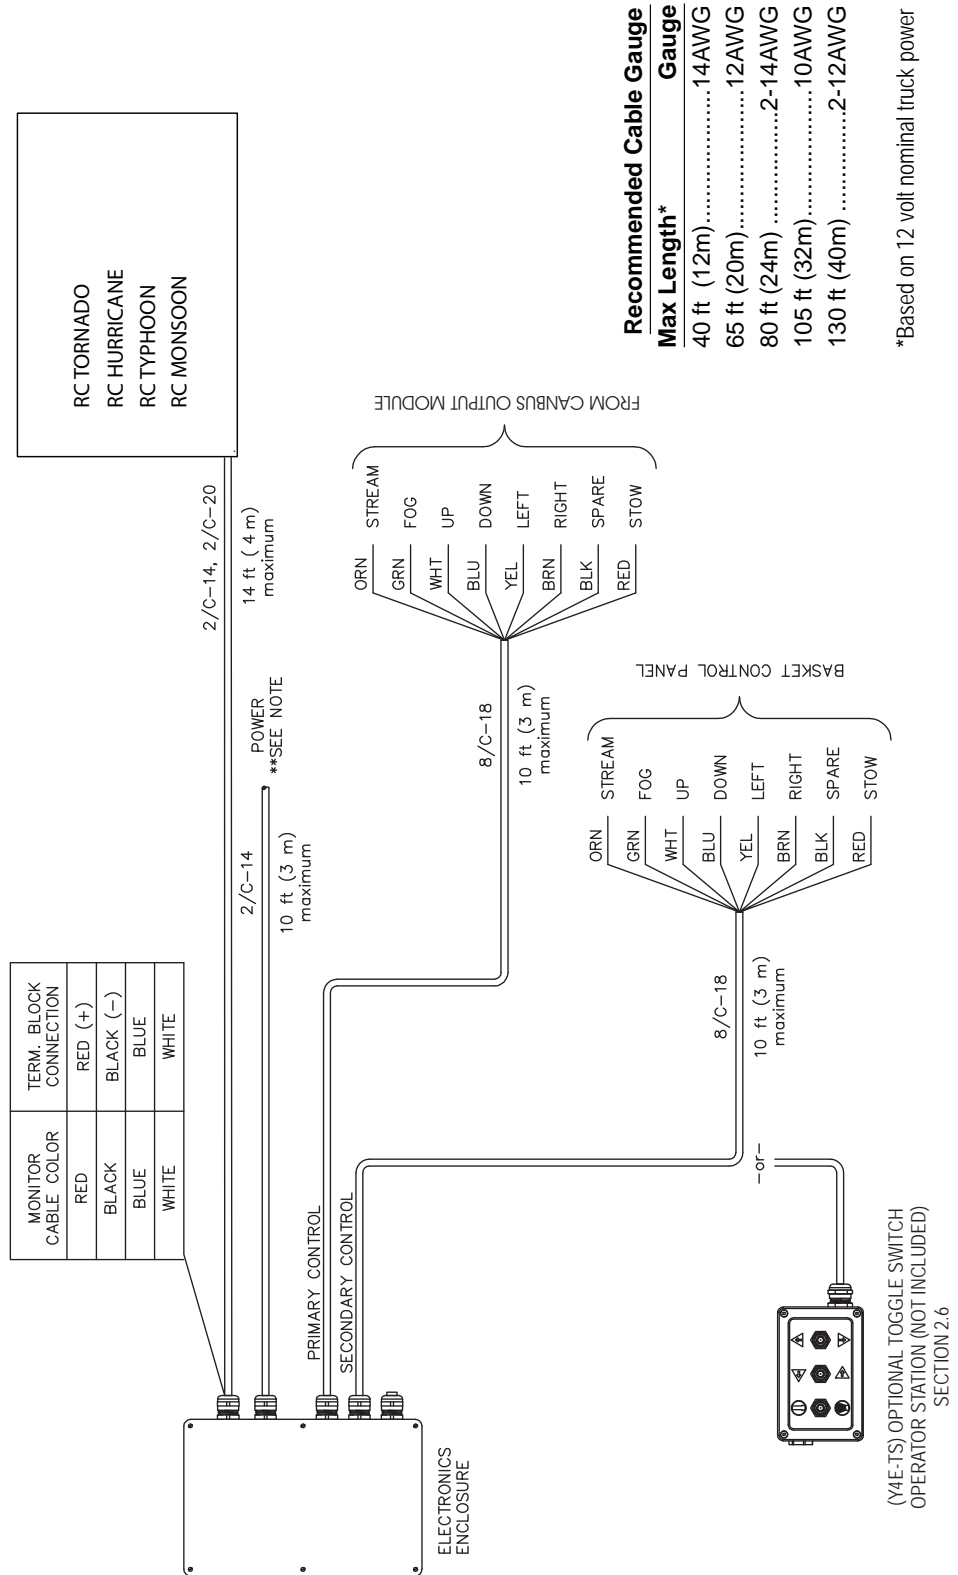 MONITOR
CABLE COLOR
TERM. BLOCK
CONNECTION
RED
RED (+)
BLACK
BLACK (−)
BLUE
BLUE
WHITE
WHITE
RC TORNADO
RC HURRICANE
RC TYPHOON
RC MONSOON
2/C-14, 2/C-20
14 ft ( 4 m)
maximum
2/C-14
10 ft (3 m)
maximum
POWER
**SEE NOTE
PRIMARY CONTROL
SECONDARY CONTROL
ELECTRONICS
ENCLOSURE
8/C-18
10 ft (3 m)
maximum
ORN STREAM
GRN FOG
WHT UP
BLU DOWN
YEL LEFT
BRN RIGHT
BLK SPARE
RED STOW
FROM CANBUS OUTPUT MODULE
8/C-18
10 ft (3 m)
maximum
ORN STREAM
GRN FOG
WHT UP
BLU DOWN
YEL LEFT
BRN RIGHT
BLK SPARE
RED STOW
BASKET CONTROL PANEL
-or-
(Y4E-TS) OPTIONAL TOGGLE SWITCH
OPERATOR STATION (NOT INCLUDED)
SECTION 2.6
Recommended Cable Gauge
Max Length* Gauge
40 ft (12m)....................14AWG
65 ft (20m)....................12AWG
80 ft (24m) ................2-14AWG
105 ft (32m)..................10AWG
130 ft (40m) ..............2-12AWG
*Based on 12 volt nominal truck power